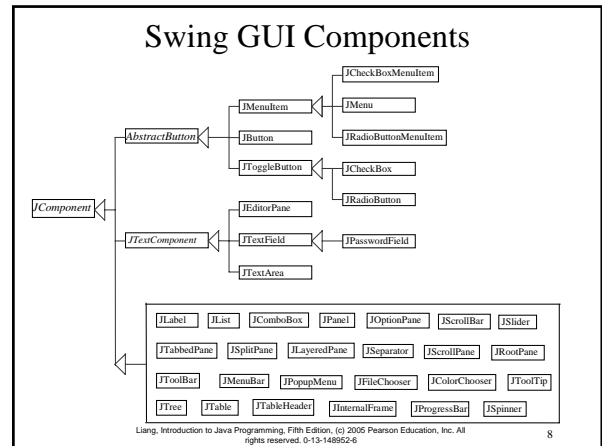 Swing GUI Components
JCheckBoxMenuItem
JMenuItem
JMenu
AbstractButton
JButton
JRadioButtonMenuItem
JToggleButton
JCheckBox
JRadioButton
JComponent
JEditorPane
JTextComponent
JTextField
JPasswordField
JTextArea
JLabel JList JComboBox JPanel JOptionPane JScrollBar JSlider
JTabbedPane JSplitPane JLayeredPane JSeparator JScrollPane JRootPane
JToolBar JMenuBar JPopupMenu JFileChooser JColorChooser JToolTip
JTree JTable JTableHeader JInternalFrame JProgressBar JSpinner
Liang, Introduction to Java Programming, Fifth Edition, (c) 2005 Pearson Education, Inc. All
rights reserved. 0-13-148952-6
8